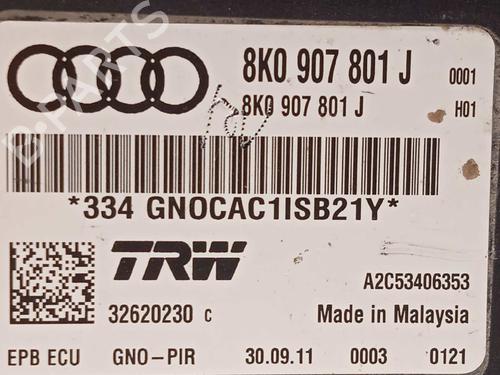 8K0 907 801 J 0001
8K0 907 801 J H01
*334 GNOCAC1ISB21Y*
TRW
A2C53406353
32620230 C Made in Malaysia
EPB ECU GNO-PIR 30.09.11 0003 0121
B-PARTS